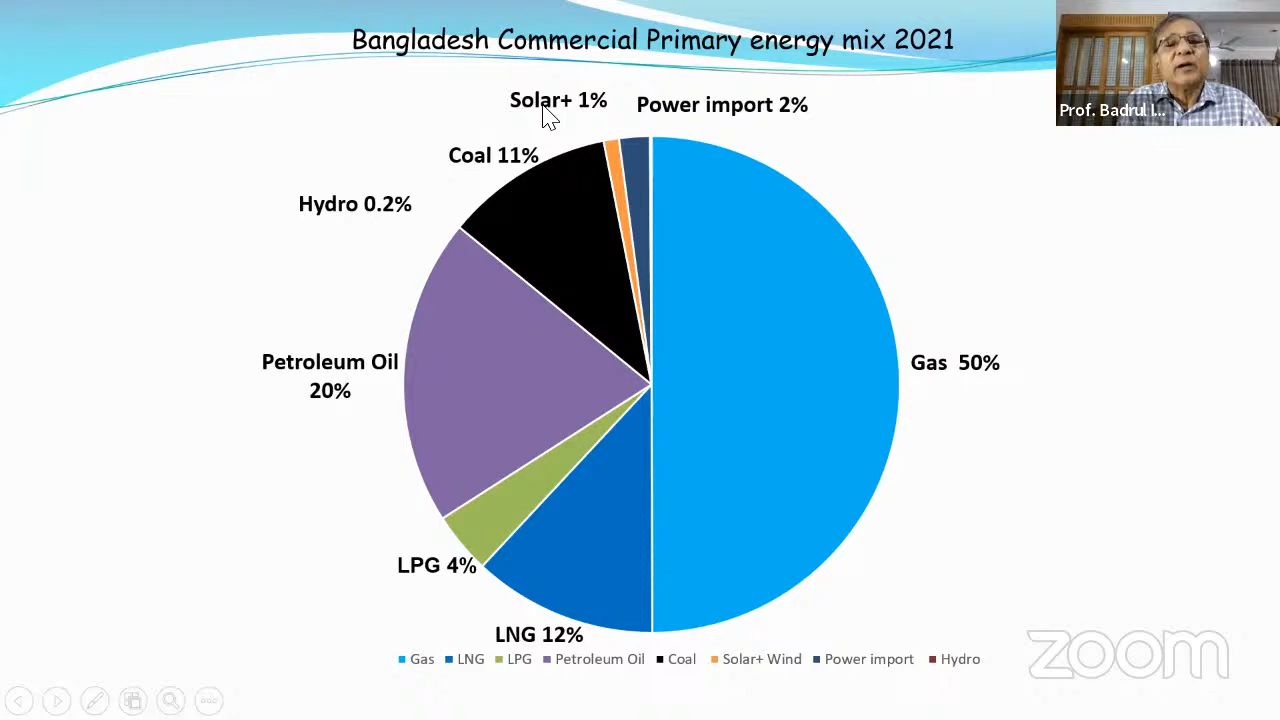 Bangladesh Commercial Primary energy mix 2021
Prof. Badrul I...
Solar+ 1%
Power import 2%
Coal 11%
Hydro 0.2%
Petroleum Oil
20%
Gas 50%
LPG 4%
LNG 12%
Gas LNG LPG Petroleum Oil Coal Solar+ Wind Power import Hydro
zoom